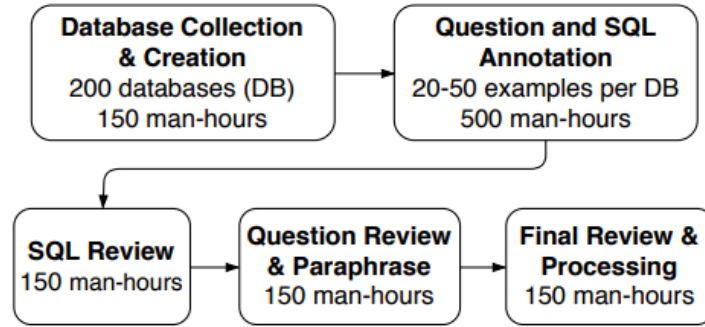 Database Collection
& Creation
200 databases (DB)
150 man-hours
Question and SQL
Annotation
20-50 examples per DB
500 man-hours
SQL Review
150 man-hours
Question Review
& Paraphrase
150 man-hours
Final Review &
Processing
150 man-hours